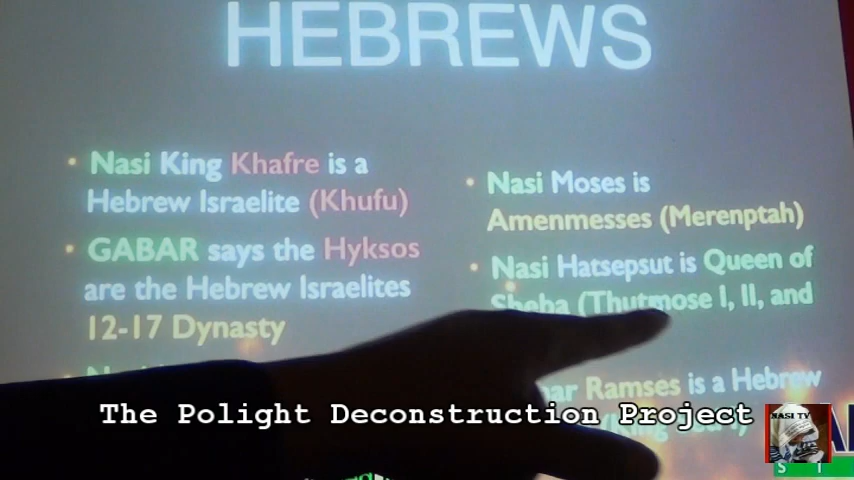 HEBREWS
• Nasi King Khafre is a
Hebrew Israelite (Khufu)
• GABAR says the Hyksos
are the Hebrew Israelites
12-17 Dynasty
• Nasi Moses is
Amenmesses (Merenptah)
• Nasi Hatsepsut is Queen of
Sheba (Thutmose I, II, and
Ramses is a Hebrew
The Polight Deconstruction Project
NASI TV